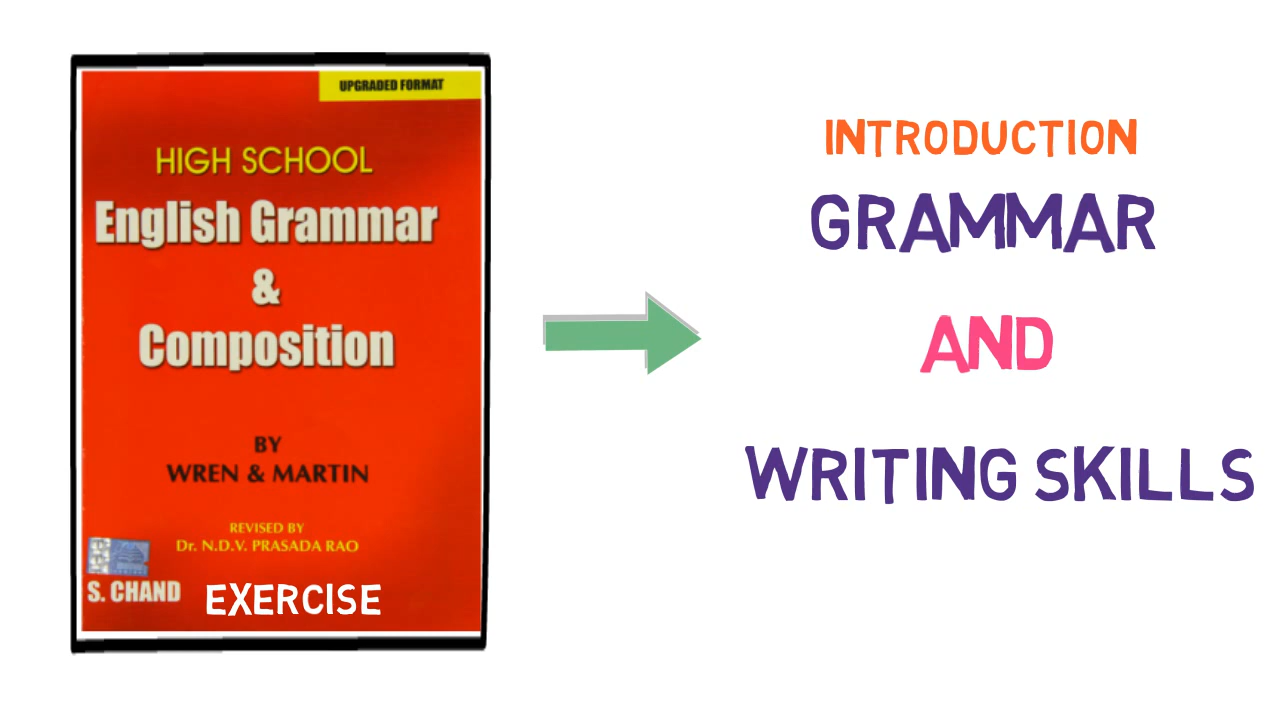 UPGRADED FORMAT
HIGH SCHOOL
English Grammar
&
Composition
BY
WREN & MARTIN
REVISED BY
Dr. N.D.V. PRASADA RAO
S. CHAND
EXERCISE
INTRODUCTION
GRAMMAR
AND
WRITING SKILLS